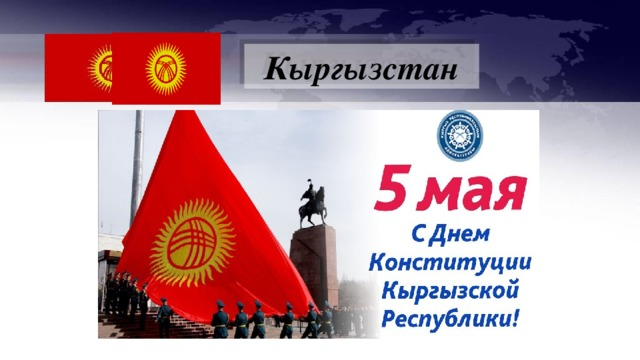 Кыргызстан
5 мая
С Днем
Конституции
Кыргызской
Республики!